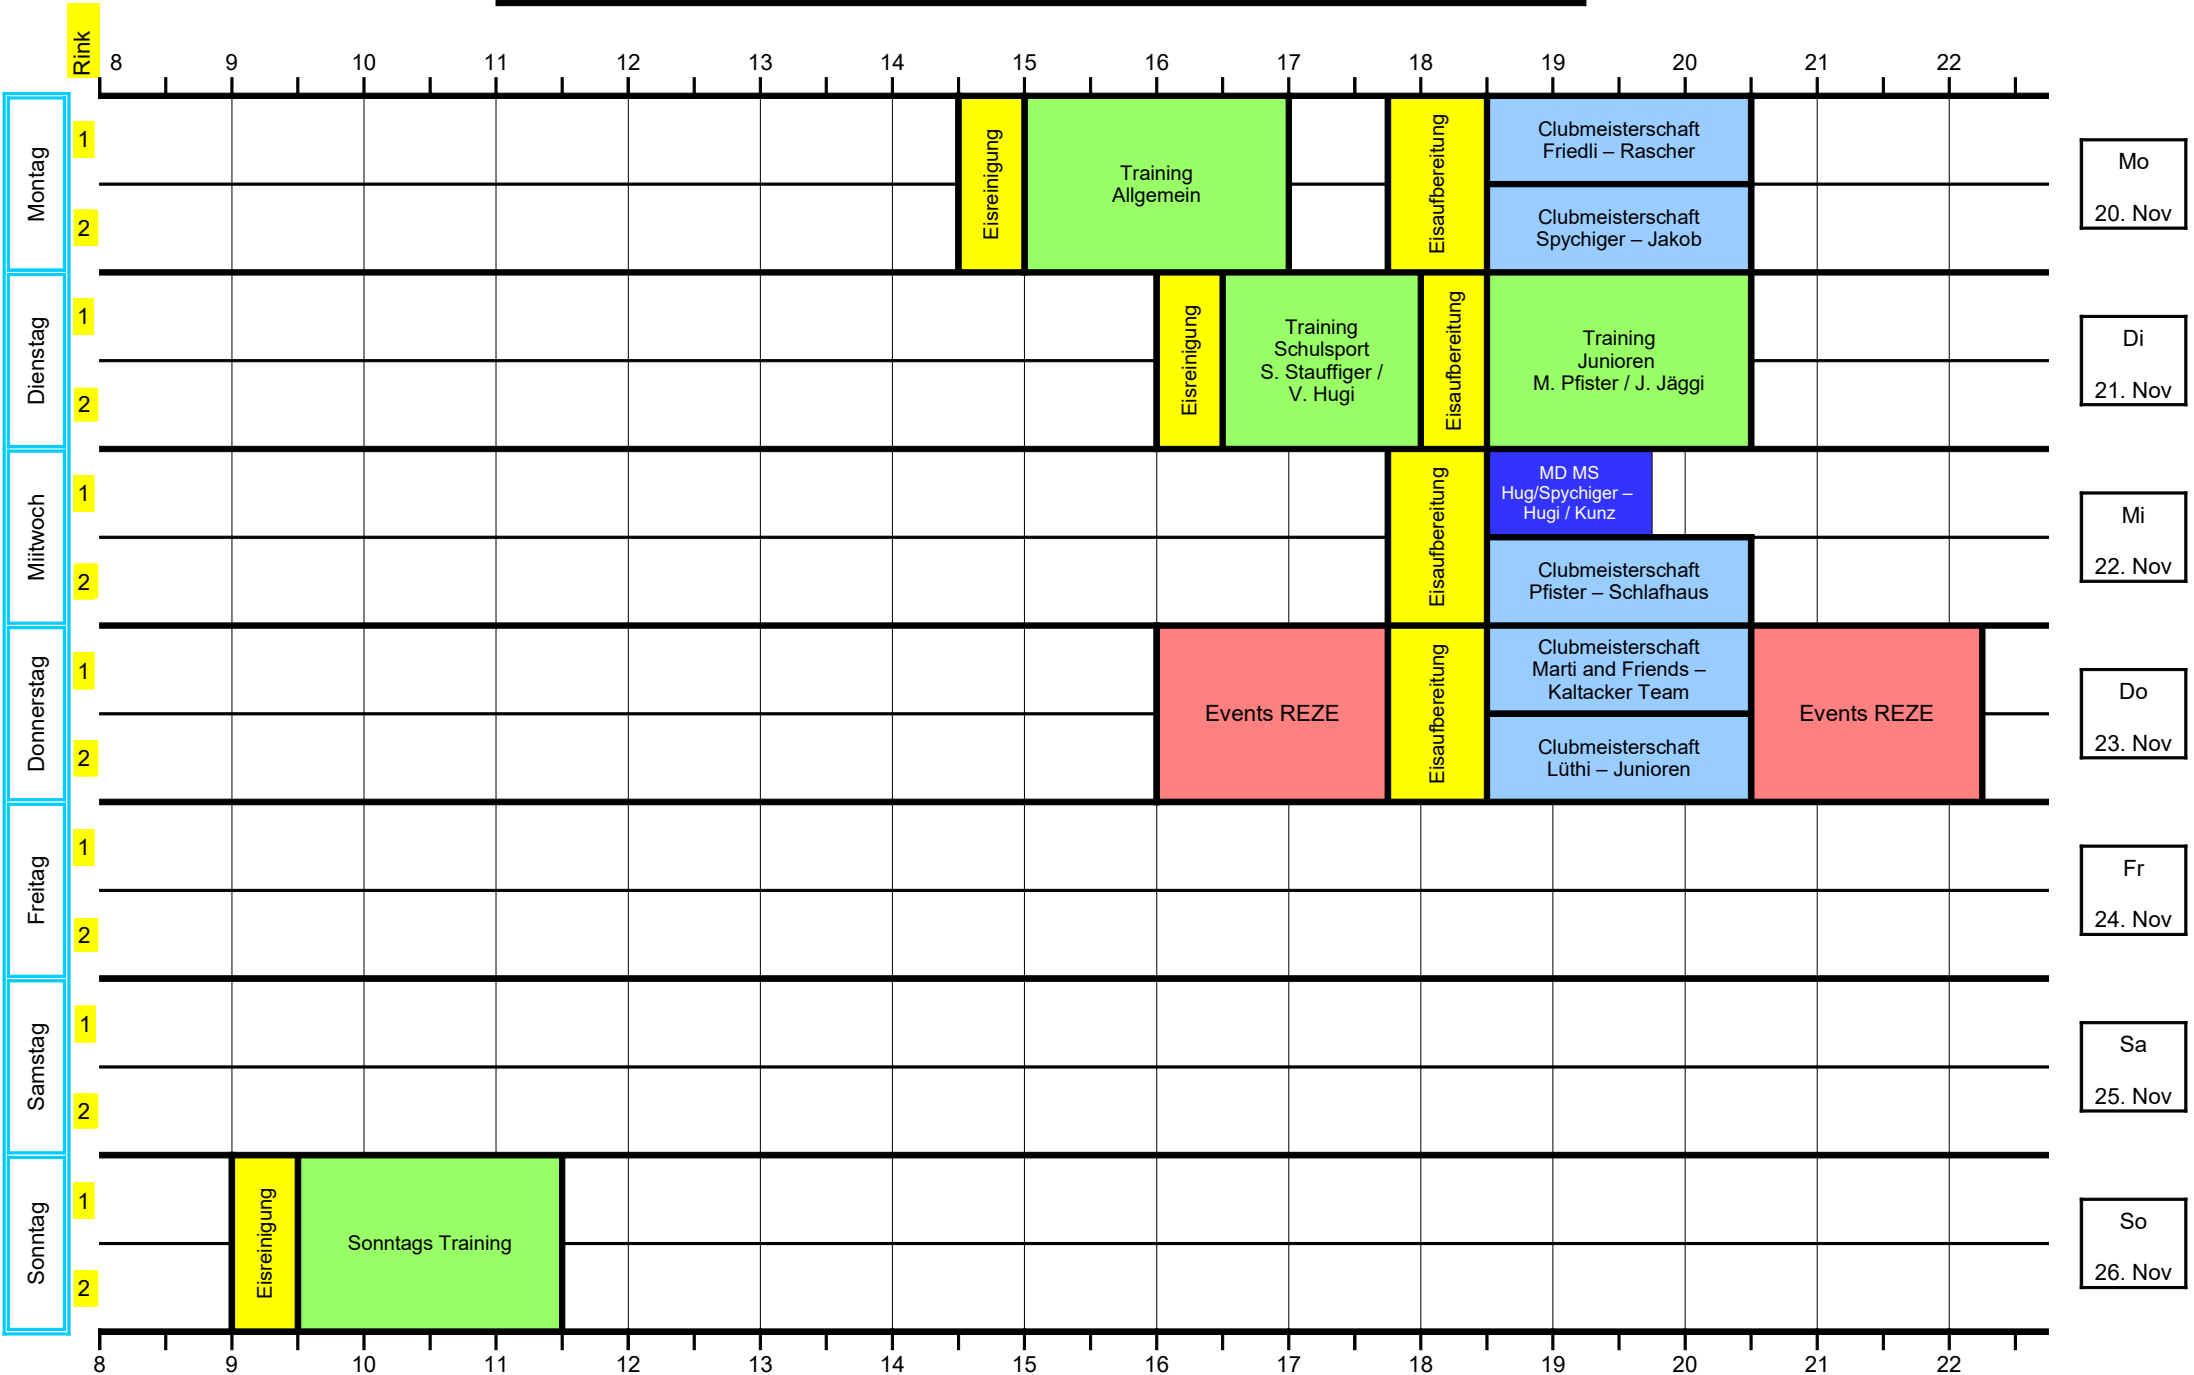 Rink
8 9 10 11 12 13 14 15 16 17 18 19 20 21 22
Montag
1
2
Eisreinigung
Training
Allgemein
Eisaufbereitung
Clubmeisterschaft
Friedli – Rascher
Clubmeisterschaft
Spychiger – Jakob
Mo
20. Nov
Dienstag
1
2
Eisreinigung
Training
Schulsport
S. Stauffiger /
V. Hugi
Eisaufbereitung
Training
Junioren
M. Pfister / J. Jäggi
Di
21. Nov
Miitwoch
1
2
Eisaufbereitung
MD MS
Hug/Spychiger –
Hugi / Kunz
Clubmeisterschaft
Pfister – Schlafhaus
Mi
22. Nov
Donnerstag
1
2
Events REZE
Eisaufbereitung
Clubmeisterschaft
Marti and Friends –
Kaltacker Team
Clubmeisterschaft
Lüthi – Junioren
Events REZE
Do
23. Nov
Freitag
1
2
Fr
24. Nov
Samstag
1
2
Sa
25. Nov
Sonntag
1
2
Eisreinigung
Sonntags Training
So
26. Nov
8 9 10 11 12 13 14 15 16 17 18 19 20 21 22